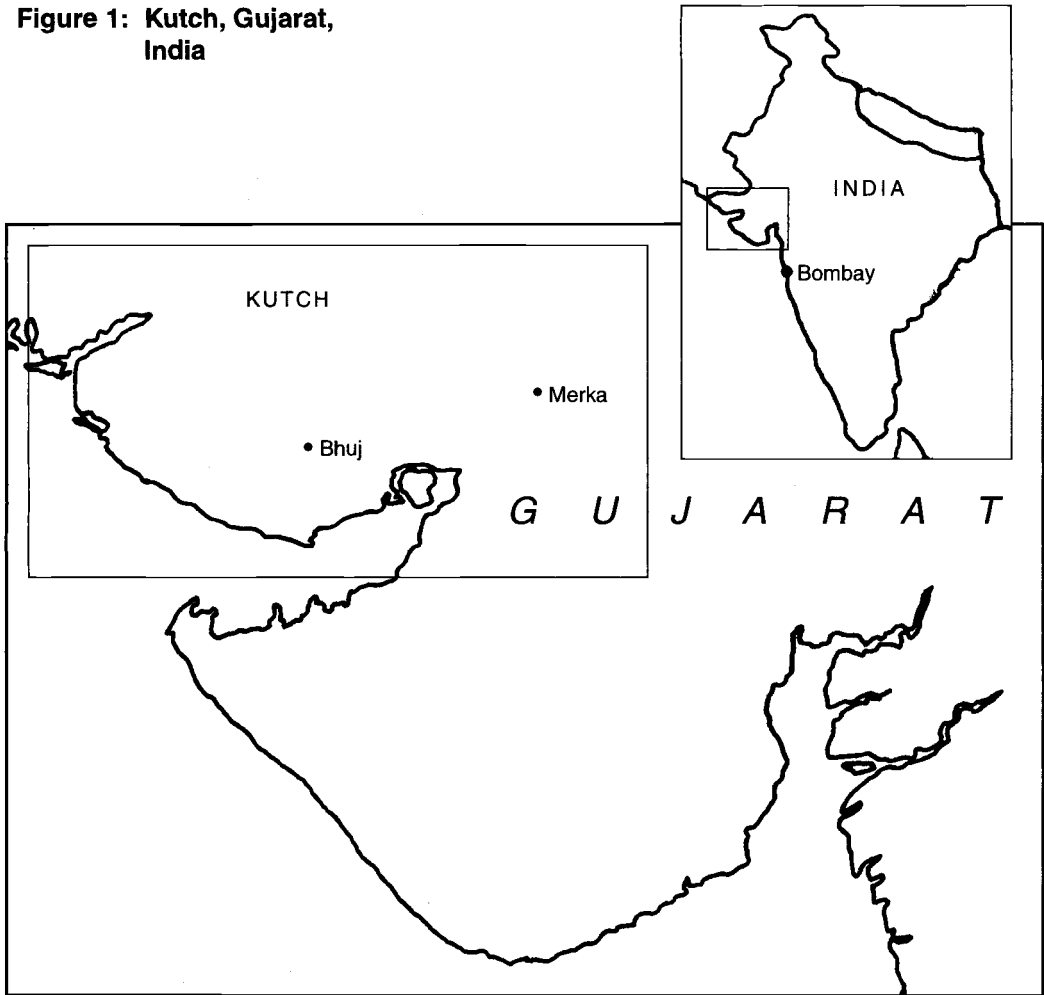 Figure 1: Kutch, Gujarat,
India
INDIA
Bombay
KUTCH
Merka
Bhuj
G U J A R A T